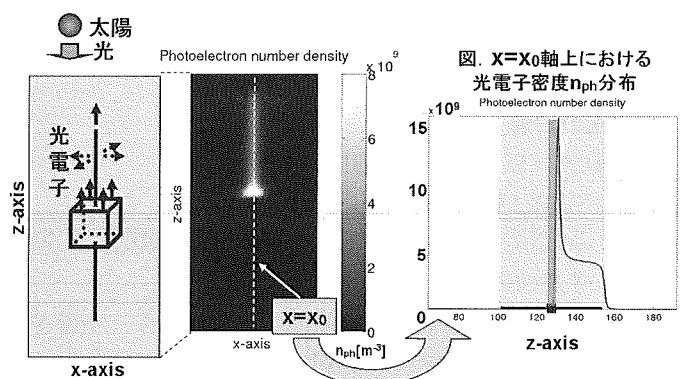 太陽
光
光電子
z-axis
x-axis
Photoelectron number density
x 10^9
8
6
4
2
0
n_ph[m^-3]
z-axis
x-axis
x=x₀
図. x=x₀軸上における
光電子密度n_ph分布
Photoelectron number density
x10^9
15
10
5
0
80 100 120 140 160 180
z-axis